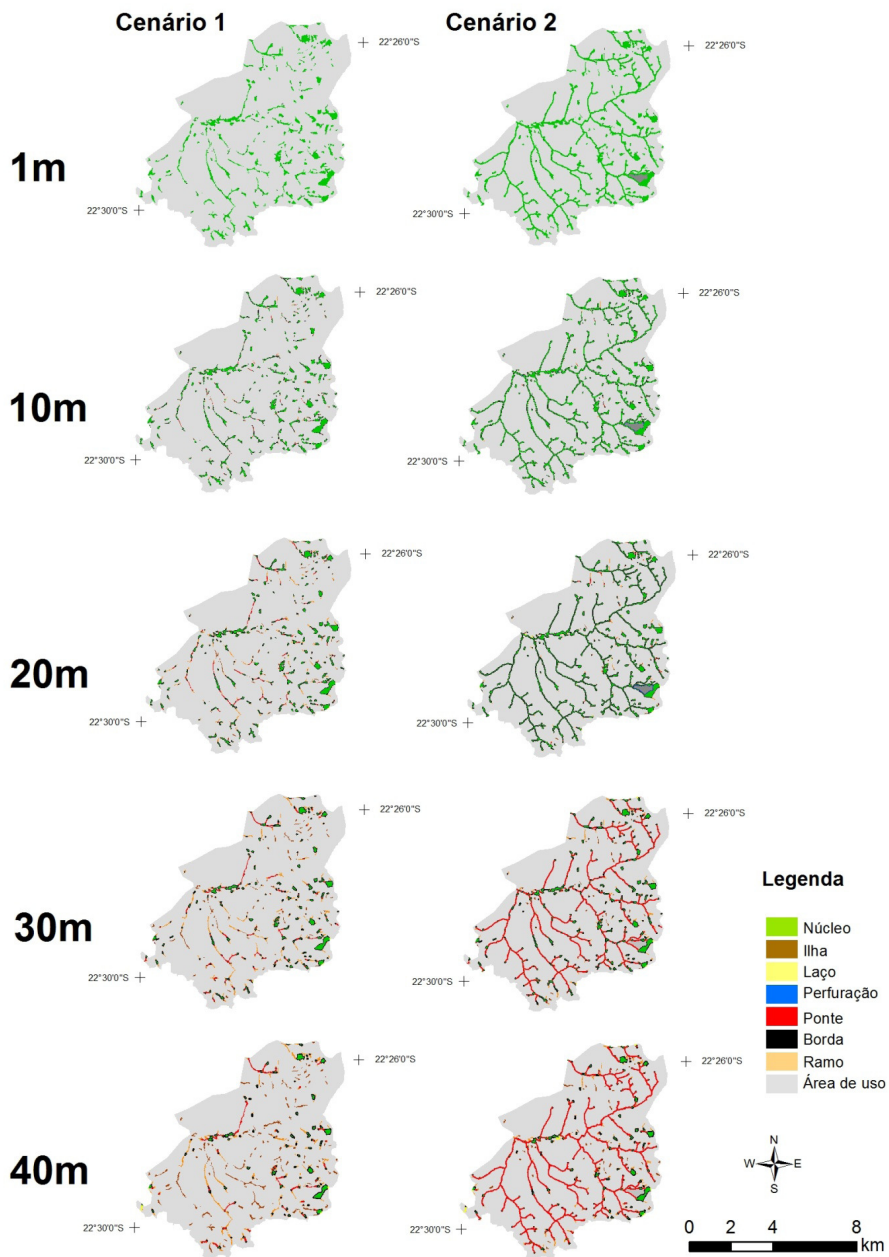 Cenário 1
Cenário 2
22°26'0"S
22°26'0"S
1m
22°30'0"S
22°30'0"S
22°26'0"S
22°26'0"S
10m
22°30'0"S
22°30'0"S
22°26'0"S
22°26'0"S
20m
22°30'0"S
22°30'0"S
22°26'0"S
22°26'0"S
30m
22°30'0"S
22°30'0"S
Legenda
Núcleo
Ilha
Laço
Perfuração
Ponte
Borda
Ramo
Área de uso
22°26'0"S
22°26'0"S
40m
22°30'0"S
22°30'0"S
N
W E
S
0 2 4 8
km